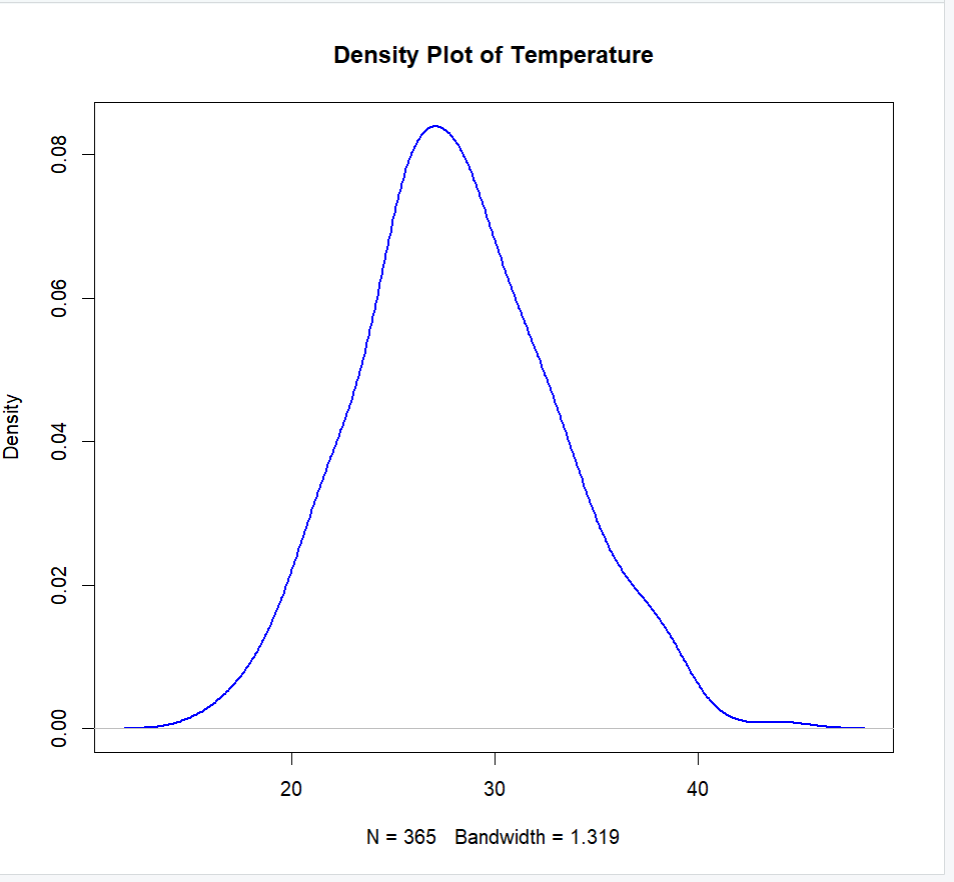 Density Plot of Temperature
Density
0.08
0.06
0.04
0.02
0.00
20 30 40
N = 365 Bandwidth = 1.319